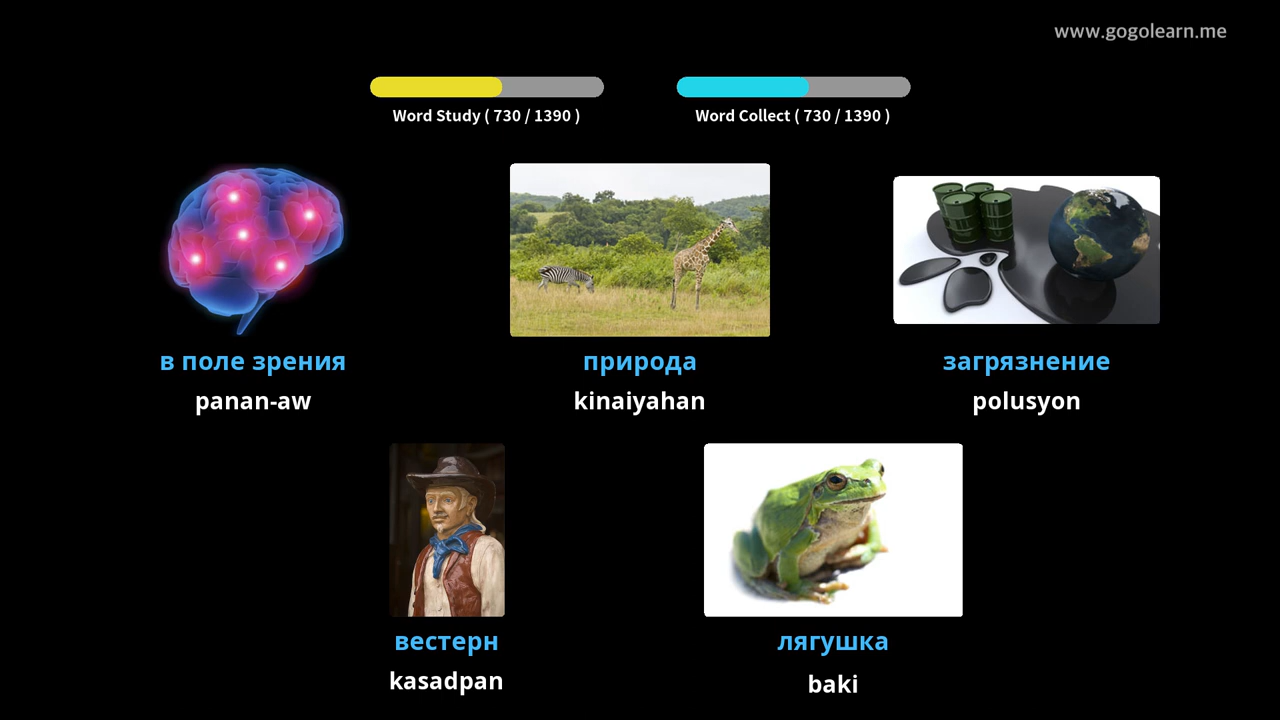 www.gogolearn.me
Word Study ( 730 / 1390 )
Word Collect ( 730 / 1390 )
в поле зрения
panan-aw
природа
kinaiyahan
загрязнение
polusyon
вестерн
kasadpan
лягушка
baki